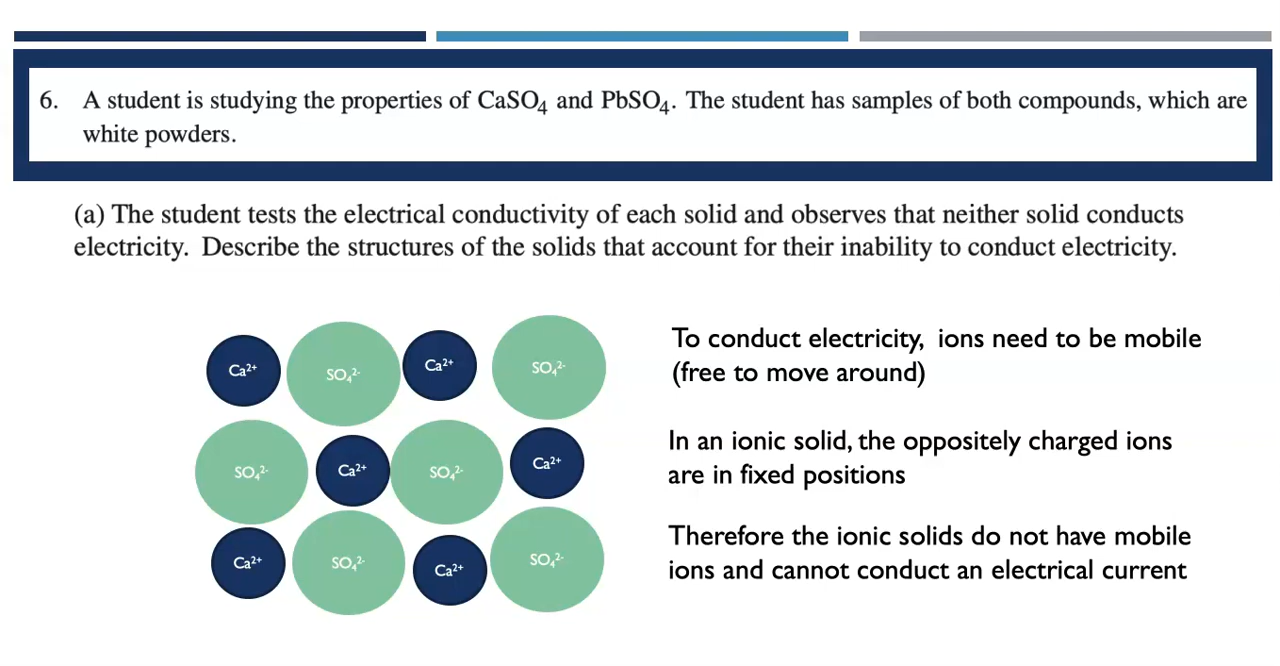 6. A student is studying the properties of CaSO₄ and PbSO₄. The student has samples of both compounds, which are
white powders.
(a) The student tests the electrical conductivity of each solid and observes that neither solid conducts
electricity. Describe the structures of the solids that account for their inability to conduct electricity.
Ca²⁺ SO₄²⁻ Ca²⁺ SO₄²⁻
SO₄²⁻ Ca²⁺ SO₄²⁻ Ca²⁺
Ca²⁺ SO₄²⁻ Ca²⁺ SO₄²⁻
To conduct electricity, ions need to be mobile
(free to move around)
In an ionic solid, the oppositely charged ions
are in fixed positions
Therefore the ionic solids do not have mobile
ions and cannot conduct an electrical current